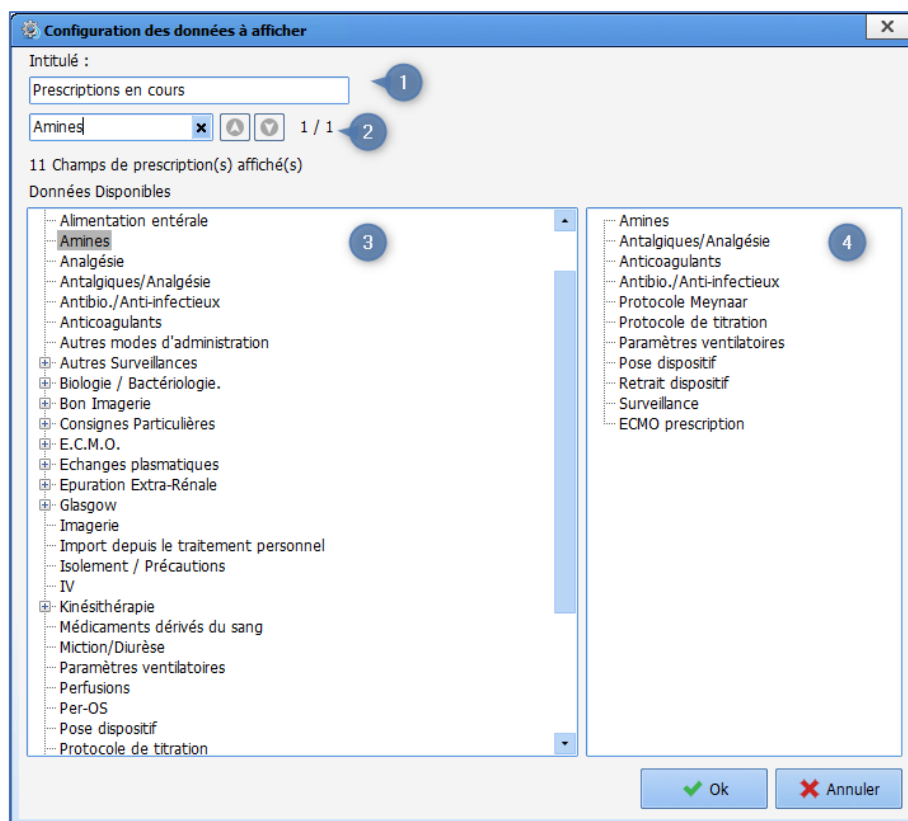 Configuration des données à afficher
Intitulé :
1
Prescriptions en cours
Amines
1 / 1
2
11 Champs de prescription(s) affiché(s)
Données Disponibles
3
Alimentation entérale
Amines
Analgésie
Antalgiques/Analgésie
Antibio./Anti-infectieux
Anticoagulants
Autres modes d'administration
Autres Surveillances
Biologie / Bactériologie.
Bon Imagerie
Consignes Particulières
E.C.M.O.
Echanges plasmatiques
Epuration Extra-Rénale
Glasgow
Imagerie
Import depuis le traitement personnel
Isolement / Précautions
IV
Kinésithérapie
Médicaments dérivés du sang
Miction/Diurèse
Paramètres ventilatoires
Perfusions
Per-OS
Pose dispositif
Protocole de titration
4
Amines
Antalgiques/Analgésie
Anticoagulants
Antibio./Anti-infectieux
Protocole Meynaar
Protocole de titration
Paramètres ventilatoires
Pose dispositif
Retrait dispositif
Surveillance
ECMO prescription
Ok
Annuler